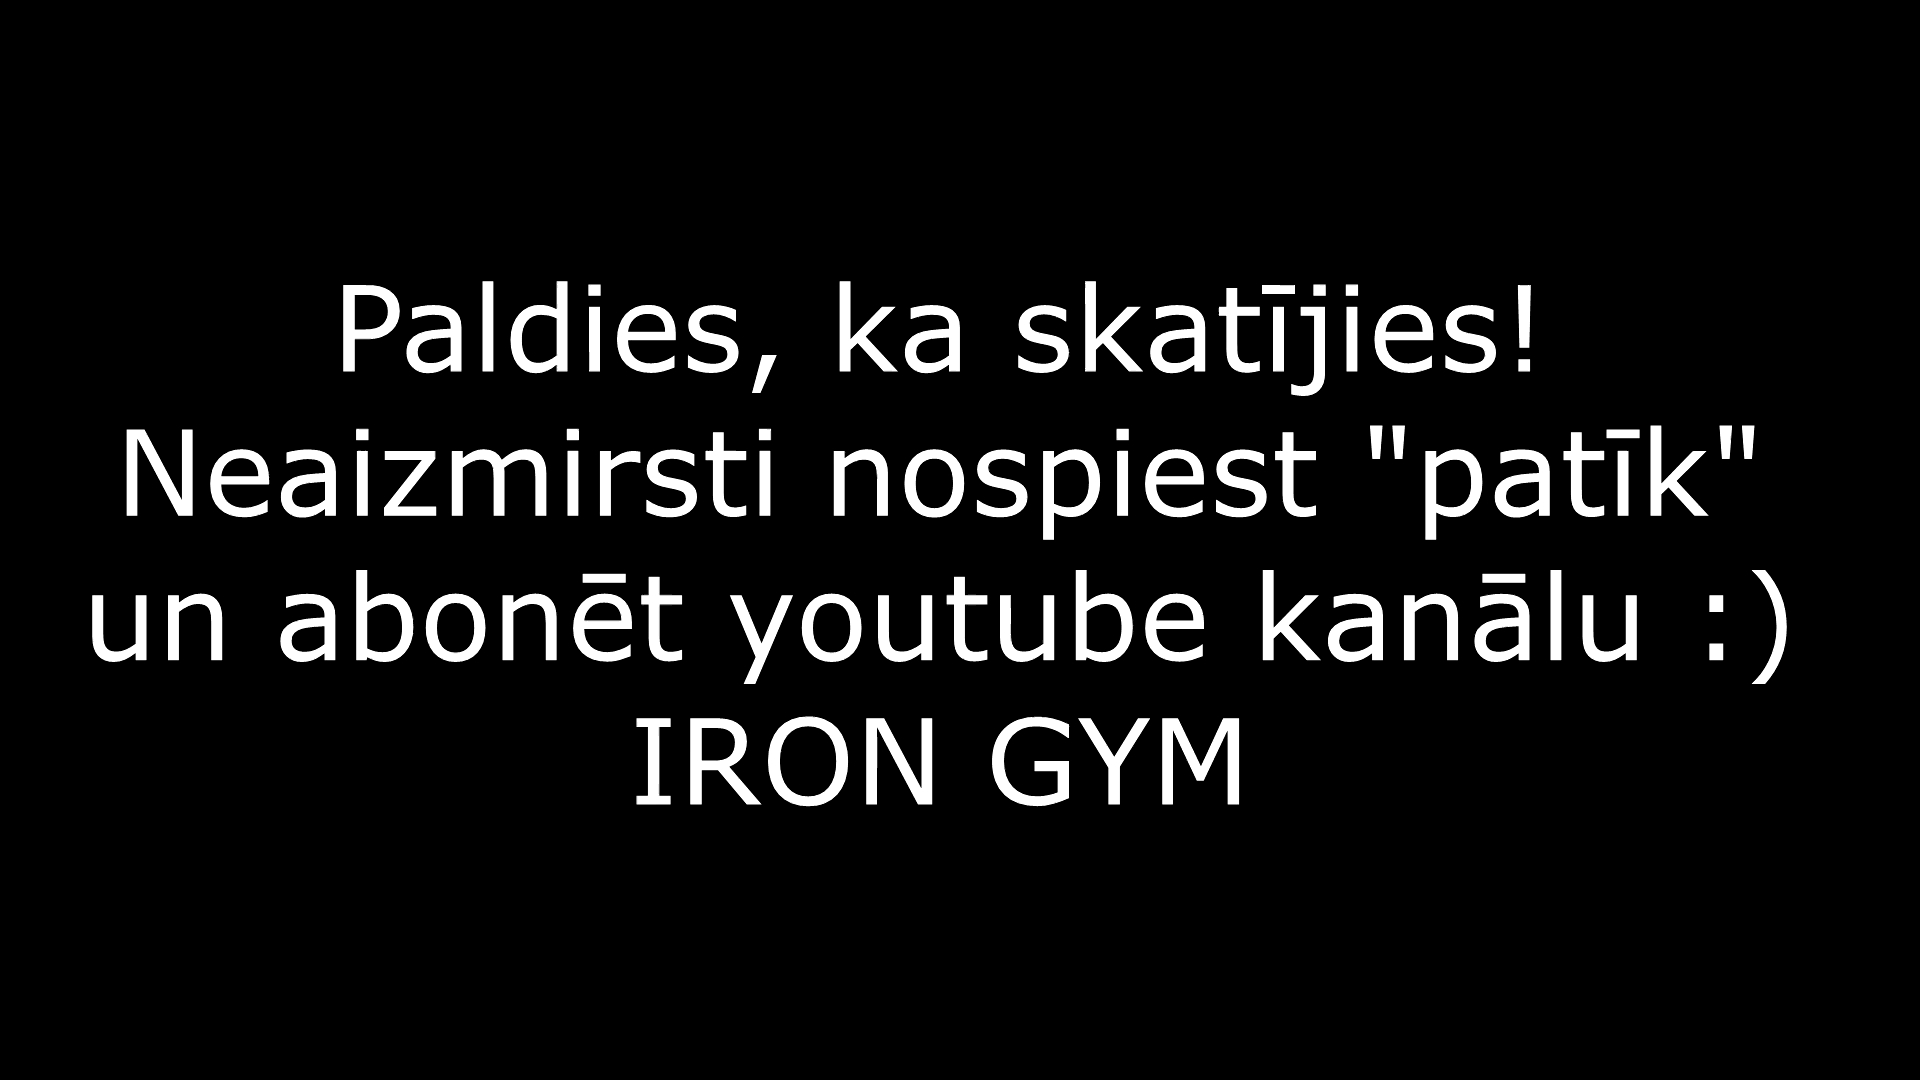 Paldies, ka skatījies!
Neaizmirsti nospiest "patīk"
un abonēt youtube kanālu :)
IRON GYM